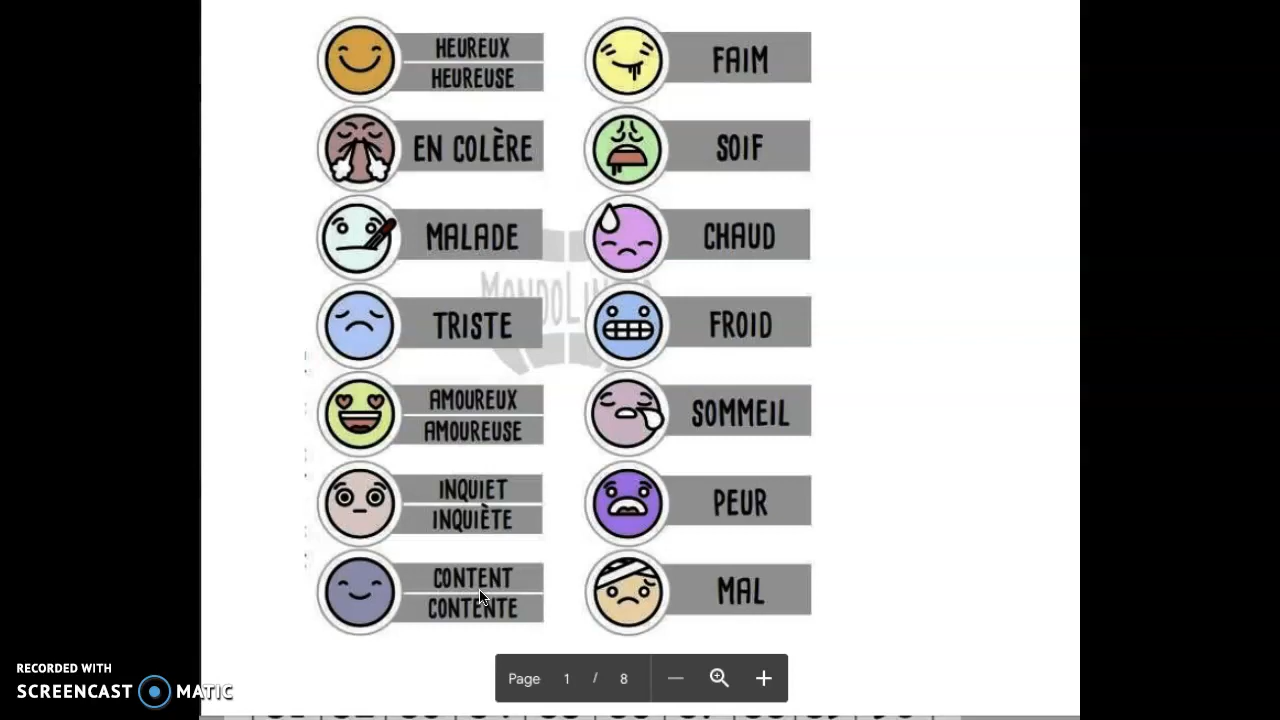 HEUREUX
HEUREUSE
EN COLÈRE
MALADE
TRISTE
AMOUREUX
AMOUREUSE
INQUIET
INQUIÈTE
CONTENT
CONTENTE
FAIM
SOIF
CHAUD
FROID
SOMMEIL
PEUR
MAL
Page 1 / 8
RECORDED WITH
SCREENCAST MATIC